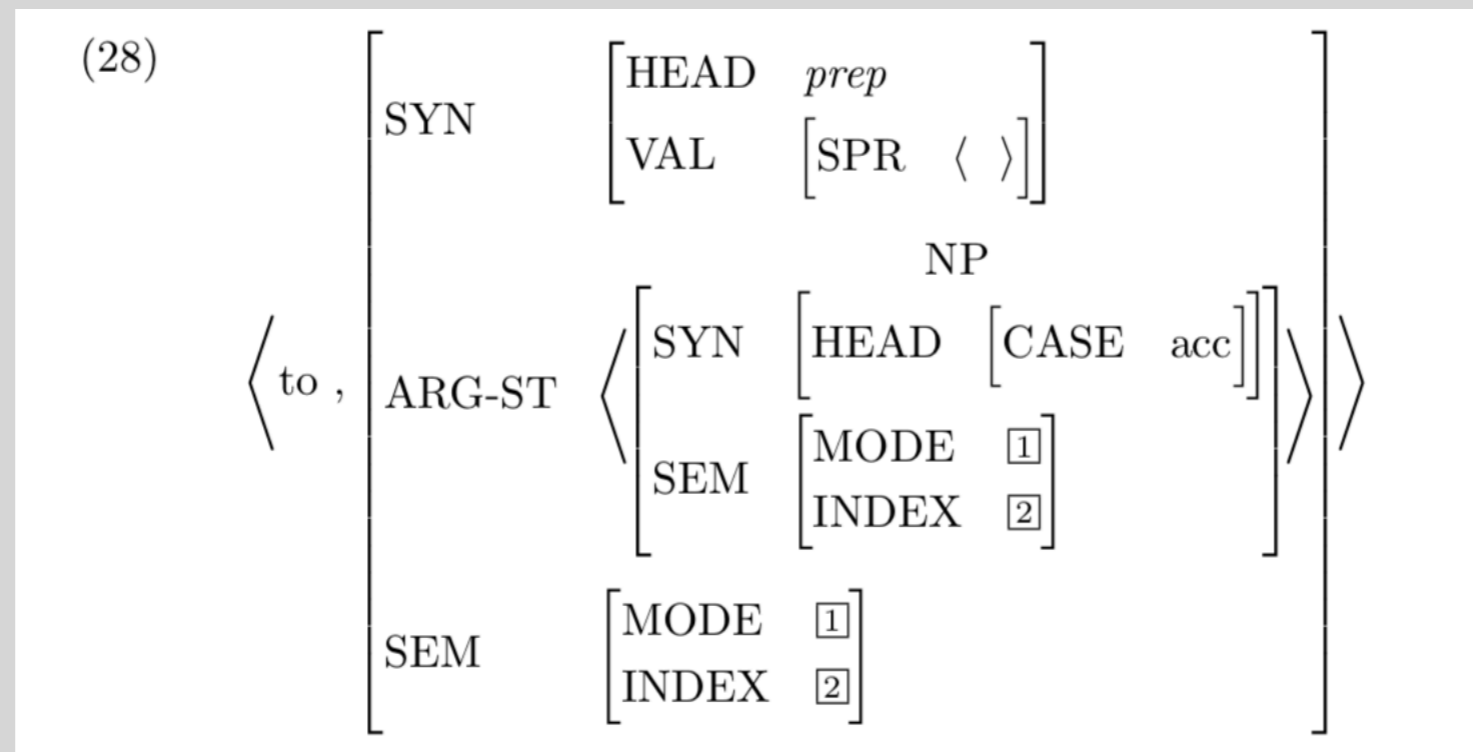 (28)
HEAD prep
SYN
VAL [SPR ⟨ ⟩]
NP
SYN [HEAD [CASE acc]]
⟨to , ARG-ST
MODE 1
SEM
INDEX 2
MODE 1
SEM
INDEX 2